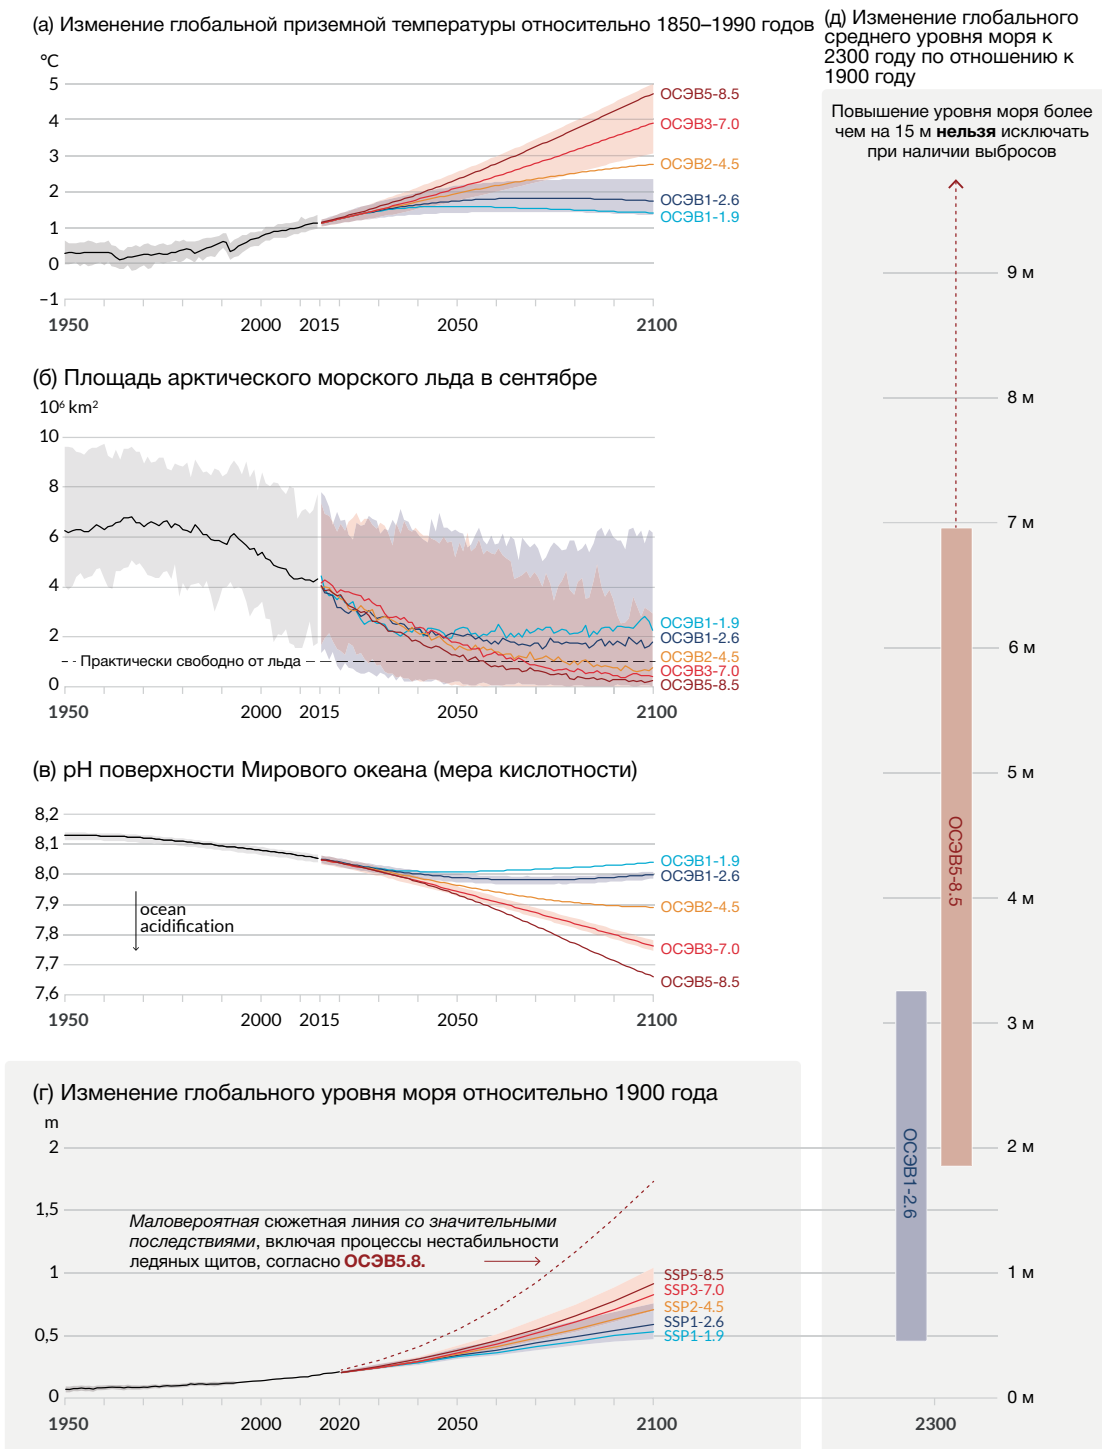 (а) Изменение глобальной приземной температуры относительно 1850–1990 годов
°C
5
4
3
2
1
0
–1
ОСЭВ5-8.5
ОСЭВ3-7.0
ОСЭВ2-4.5
ОСЭВ1-2.6
ОСЭВ1-1.9
1950
2000
2015
2050
2100
(б) Площадь арктического морского льда в сентябре
10⁶ km²
10
8
6
4
2
0
Практически свободно от льда
ОСЭВ1-1.9
ОСЭВ1-2.6
ОСЭВ2-4.5
ОСЭВ3-7.0
ОСЭВ5-8.5
1950
2000
2015
2050
2100
(в) pH поверхности Мирового океана (мера кислотности)
8,2
8,1
8,0
7,9
7,8
7,7
7,6
ocean
acidification
ОСЭВ1-1.9
ОСЭВ1-2.6
ОСЭВ2-4.5
ОСЭВ3-7.0
ОСЭВ5-8.5
1950
2000
2015
2050
2100
(г) Изменение глобального уровня моря относительно 1900 года
m
2
1,5
1
0,5
0
Маловероятная сюжетная линия со значительными
последствиями, включая процессы нестабильности
ледяных щитов, согласно ОСЭВ5.8.
SSP5-8.5
SSP3-7.0
SSP2-4.5
SSP1-2.6
SSP1-1.9
1950
2000
2020
2050
2100
(д) Изменение глобального
среднего уровня моря к
2300 году по отношению к
1900 году
Повышение уровня моря более
чем на 15 м нельзя исключать
при наличии выбросов
9 м
8 м
7 м
6 м
5 м
4 м
3 м
2 м
1 м
0 м
ОСЭВ5-8.5
ОСЭВ1-2.6
2300